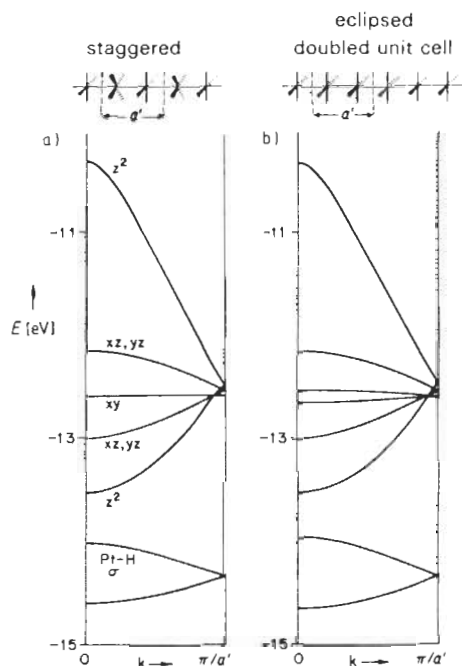 staggered
eclipsed
doubled unit cell
a'
a'
a)
b)
z²
-11
-11
E [eV]
xz, yz
xy
xz, yz
-13
-13
z²
Pt-H
σ
-15
-15
0
k →
π/a'
0
k →
π/a'